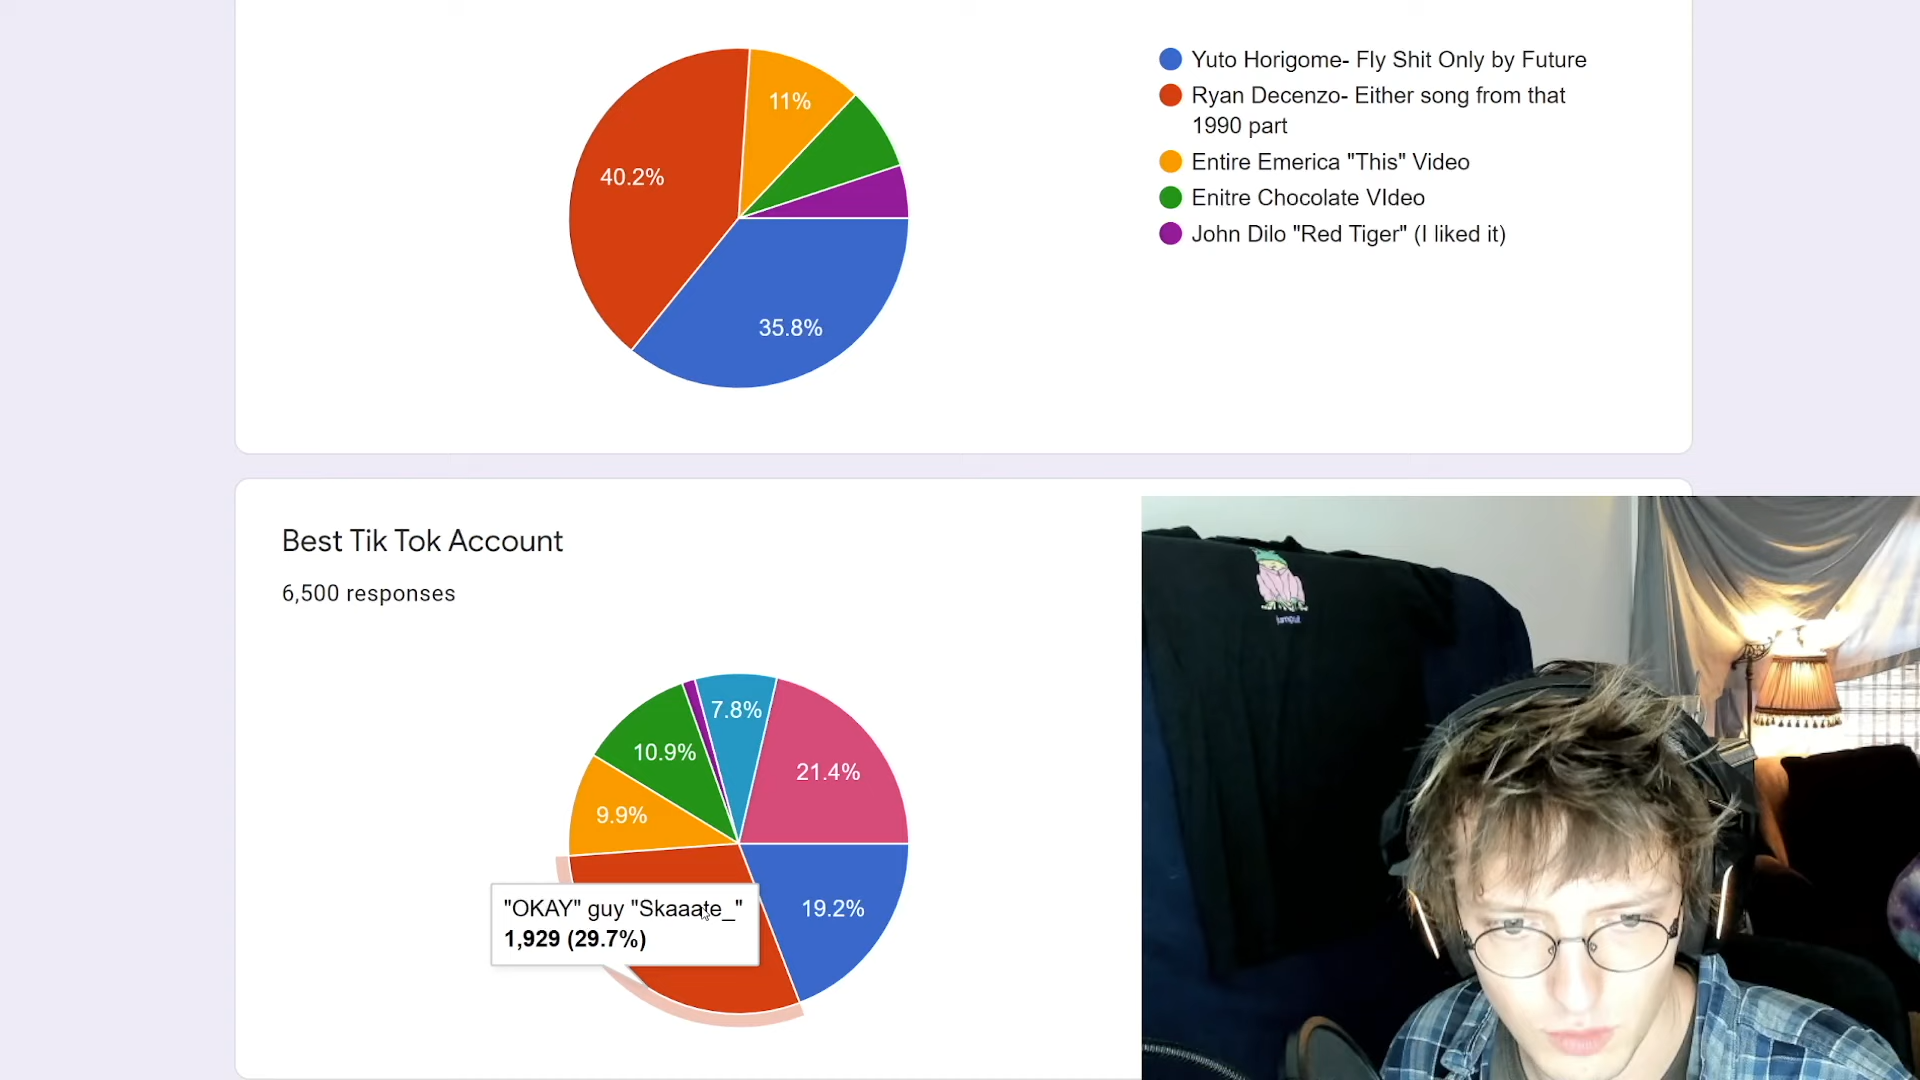 11%
40.2%
35.8%
Yuto Horigome- Fly Shit Only by Future
Ryan Decenzo- Either song from that
1990 part
Entire Emerica "This" Video
Enitre Chocolate VIdeo
John Dilo "Red Tiger" (I liked it)
Best Tik Tok Account
6,500 responses
7.8%
21.4%
10.9%
9.9%
19.2%
"OKAY" guy "Skaaate_"
1,929 (29.7%)